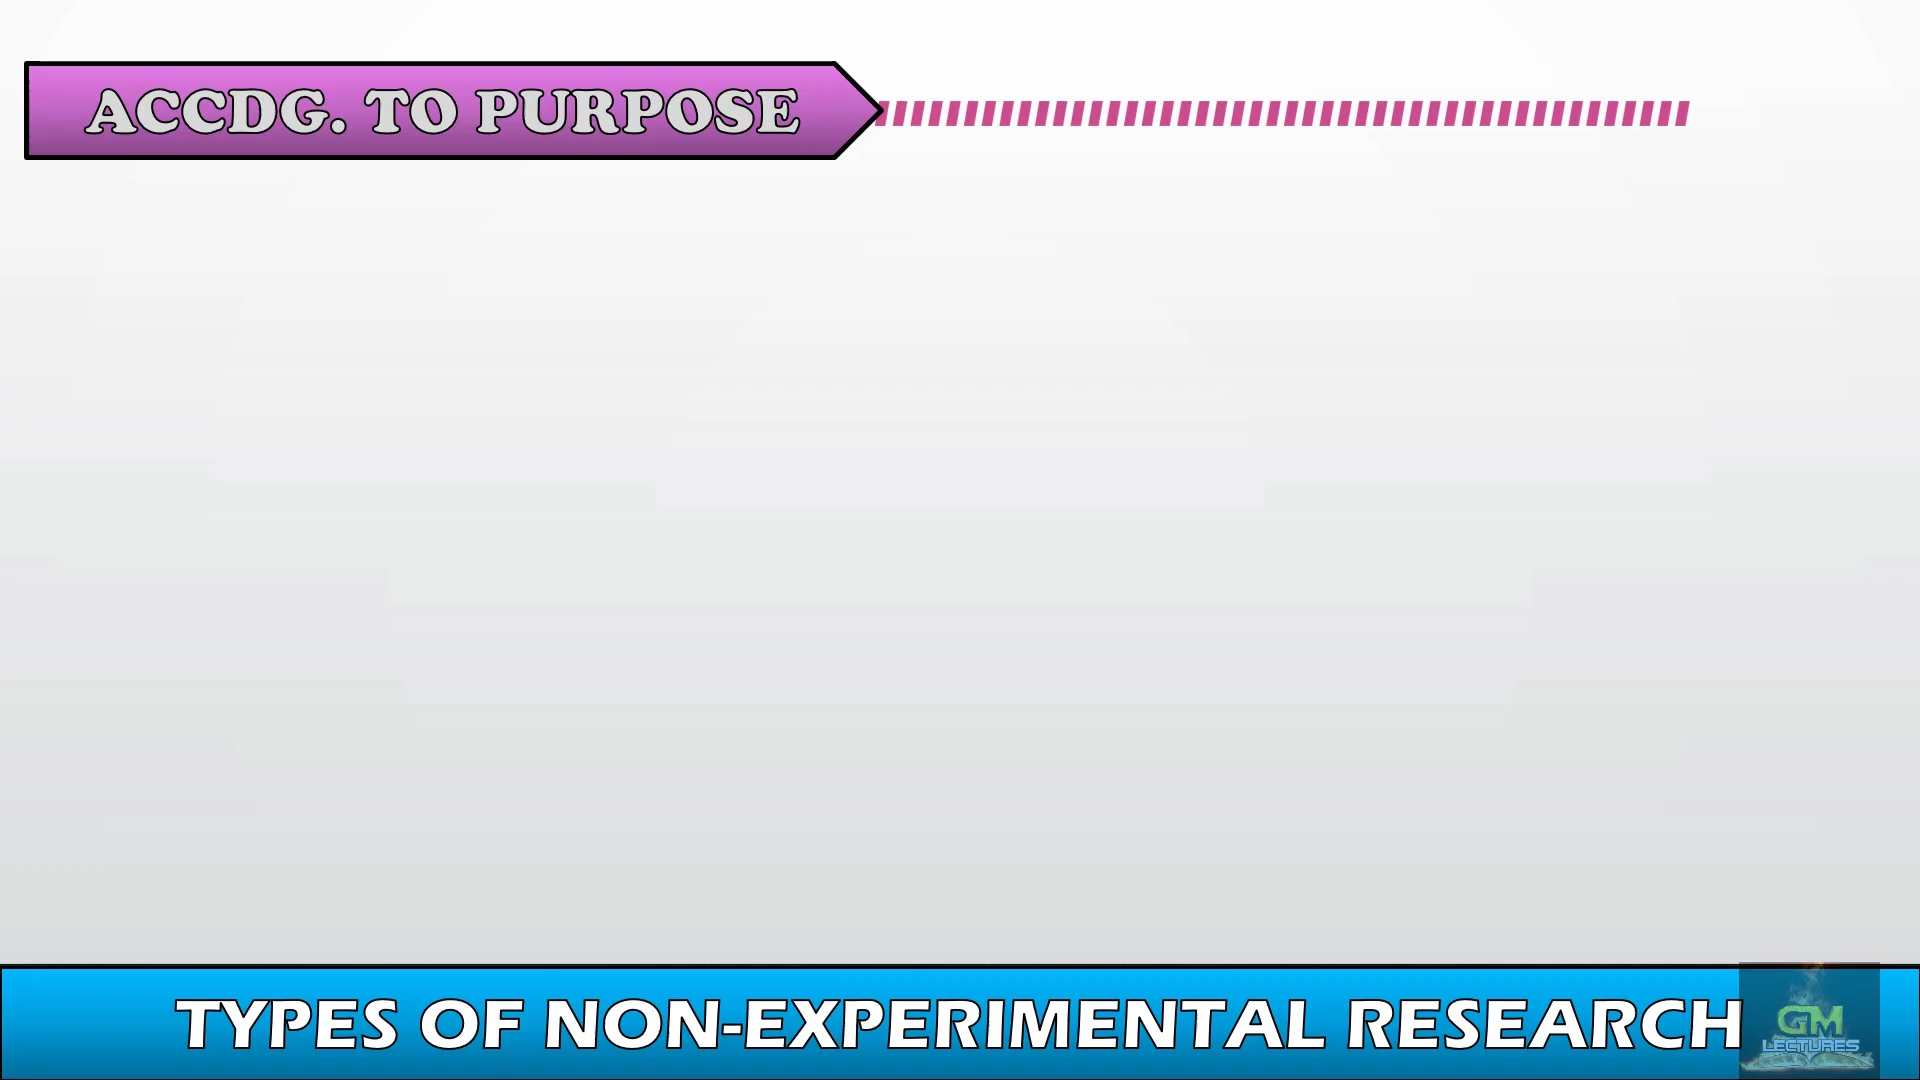 ACCDG. TO PURPOSE
TYPES OF NON-EXPERIMENTAL RESEARCH
GM
LECTURES